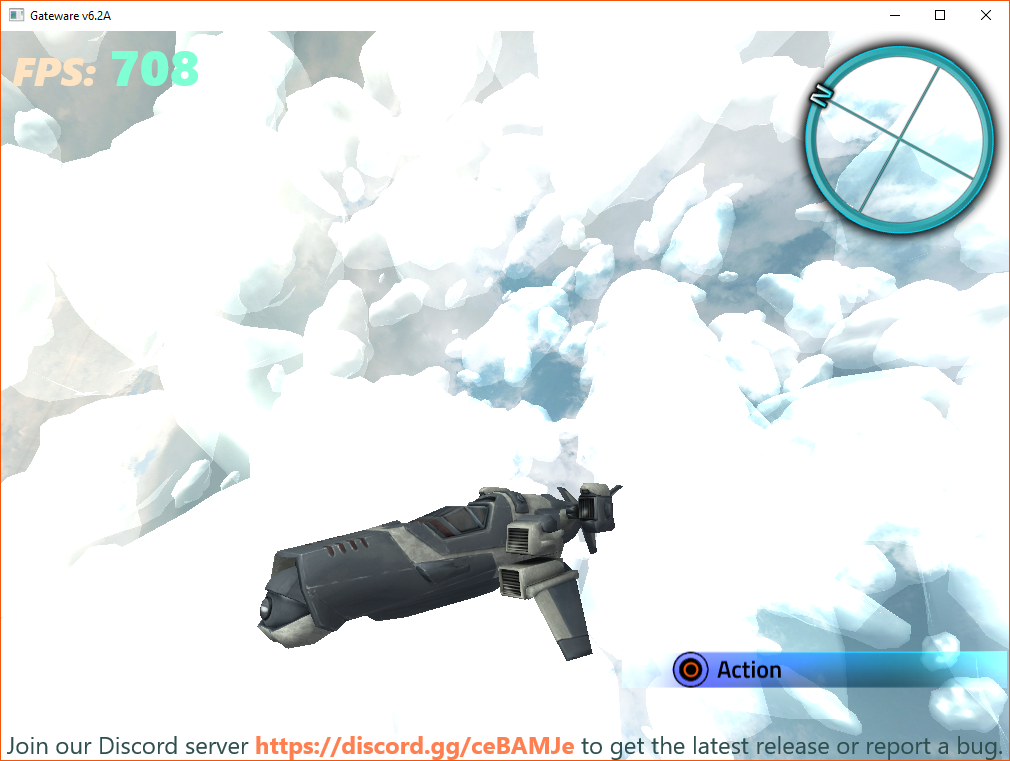 Gateware v6.2A
FPS: 708
N
Action
Join our Discord server https://discord.gg/ceBAMJe to get the latest release or report a bug.